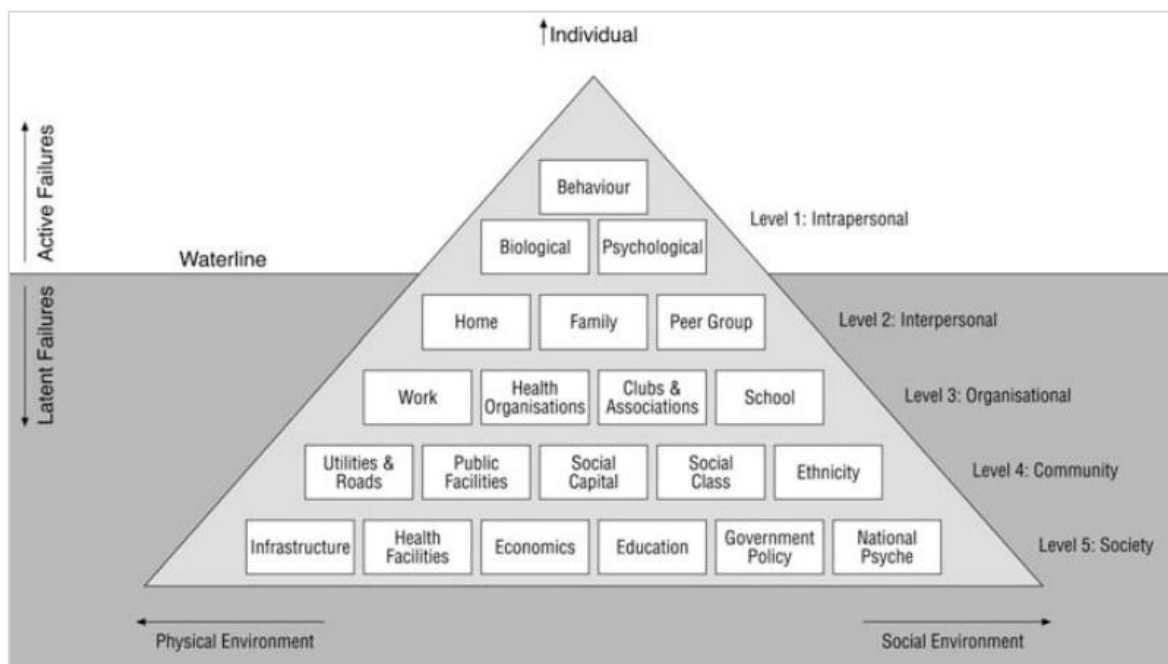 Individual
Active Failures
Behaviour
Level 1: Intrapersonal
Biological
Psychological
Waterline
Latent Failures
Home
Family
Peer Group
Level 2: Interpersonal
Work
Health
Organisations
Clubs &
Associations
School
Level 3: Organisational
Utilities &
Roads
Public
Facilities
Social
Capital
Social
Class
Ethnicity
Level 4: Community
Infrastructure
Health
Facilities
Economics
Education
Government
Policy
National
Psyche
Level 5: Society
Physical Environment
Social Environment